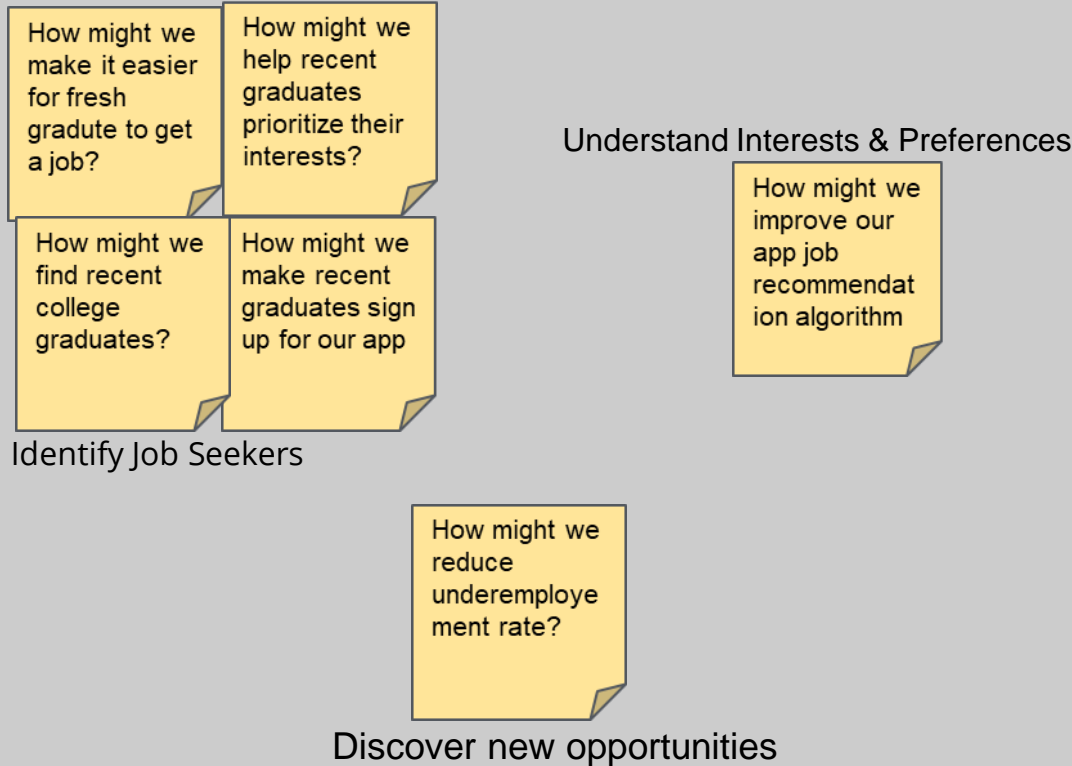 How might we
make it easier
for fresh
gradute to get
a job?
How might we
help recent
graduates
prioritize their
interests?
How might we
find recent
college
graduates?
How might we
make recent
graduates sign
up for our app
Identify Job Seekers
Understand Interests & Preferences
How might we
improve our
app job
recommendat
ion algorithm
How might we
reduce
underemploye
ment rate?
Discover new opportunities